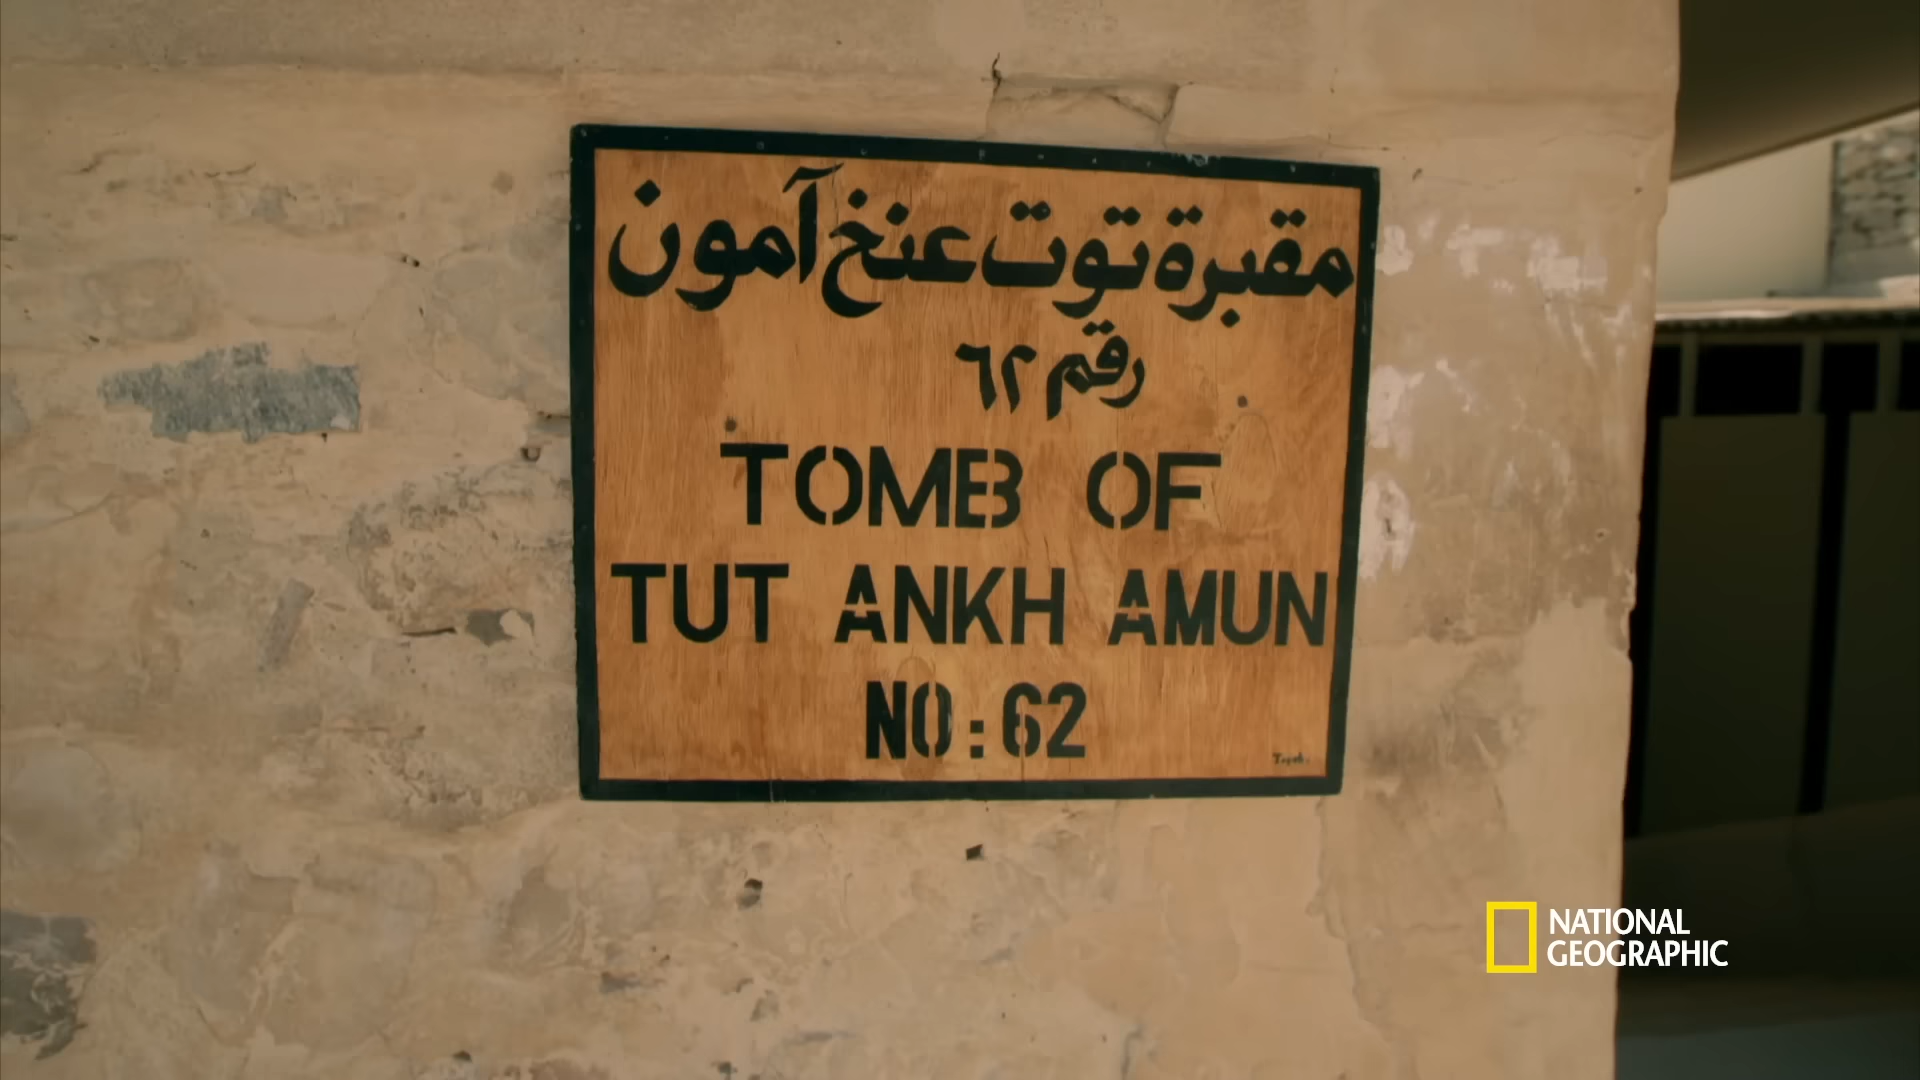 مقبرة توت عنخ آمون
رقم ٦٢
TOMB OF
TUT ANKH AMUN
NO: 62
NATIONAL
GEOGRAPHIC